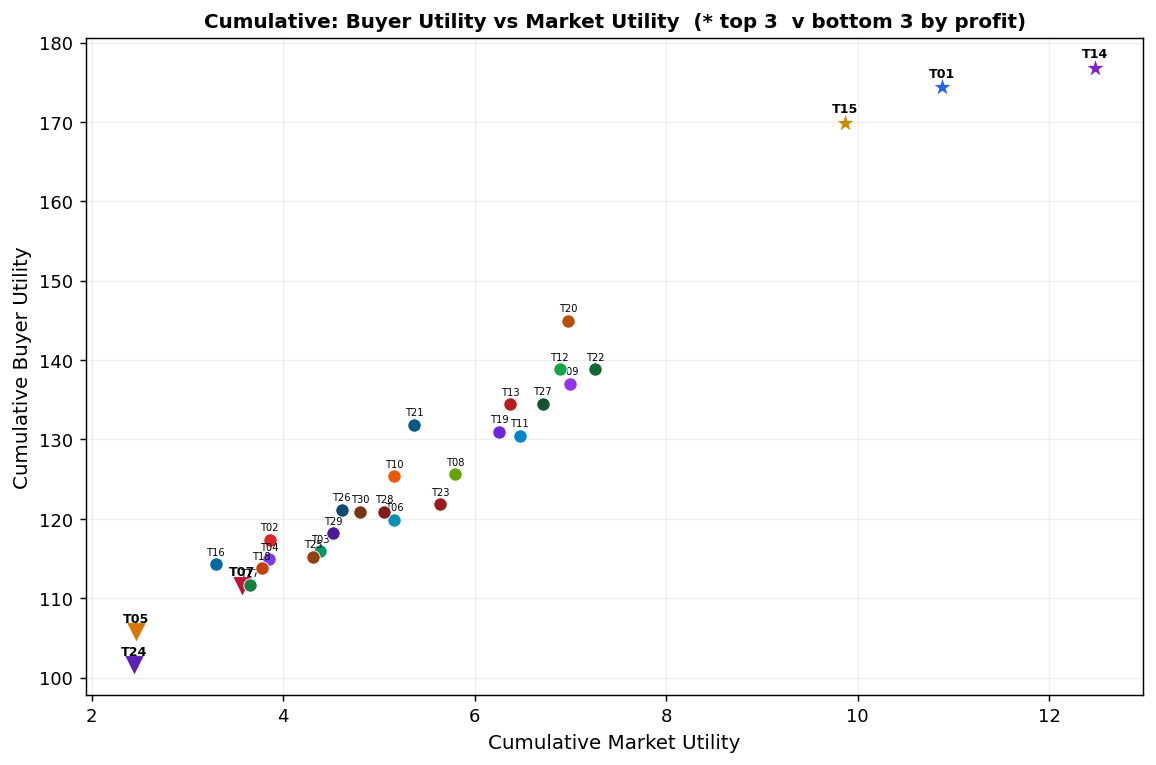 Cumulative: Buyer Utility vs Market Utility  (* top 3  v bottom 3 by profit)
180
170
160
150
140
130
120
110
100
Cumulative Buyer Utility
T14
T01
T15
T20
T12
T22
T13
T27
T19
T11
T21
T10
T08
T23
T26
T30
T28
T29
T02
T03
T04
T25
T16
T18
T07
T05
T24
2
4
6
8
10
12
Cumulative Market Utility